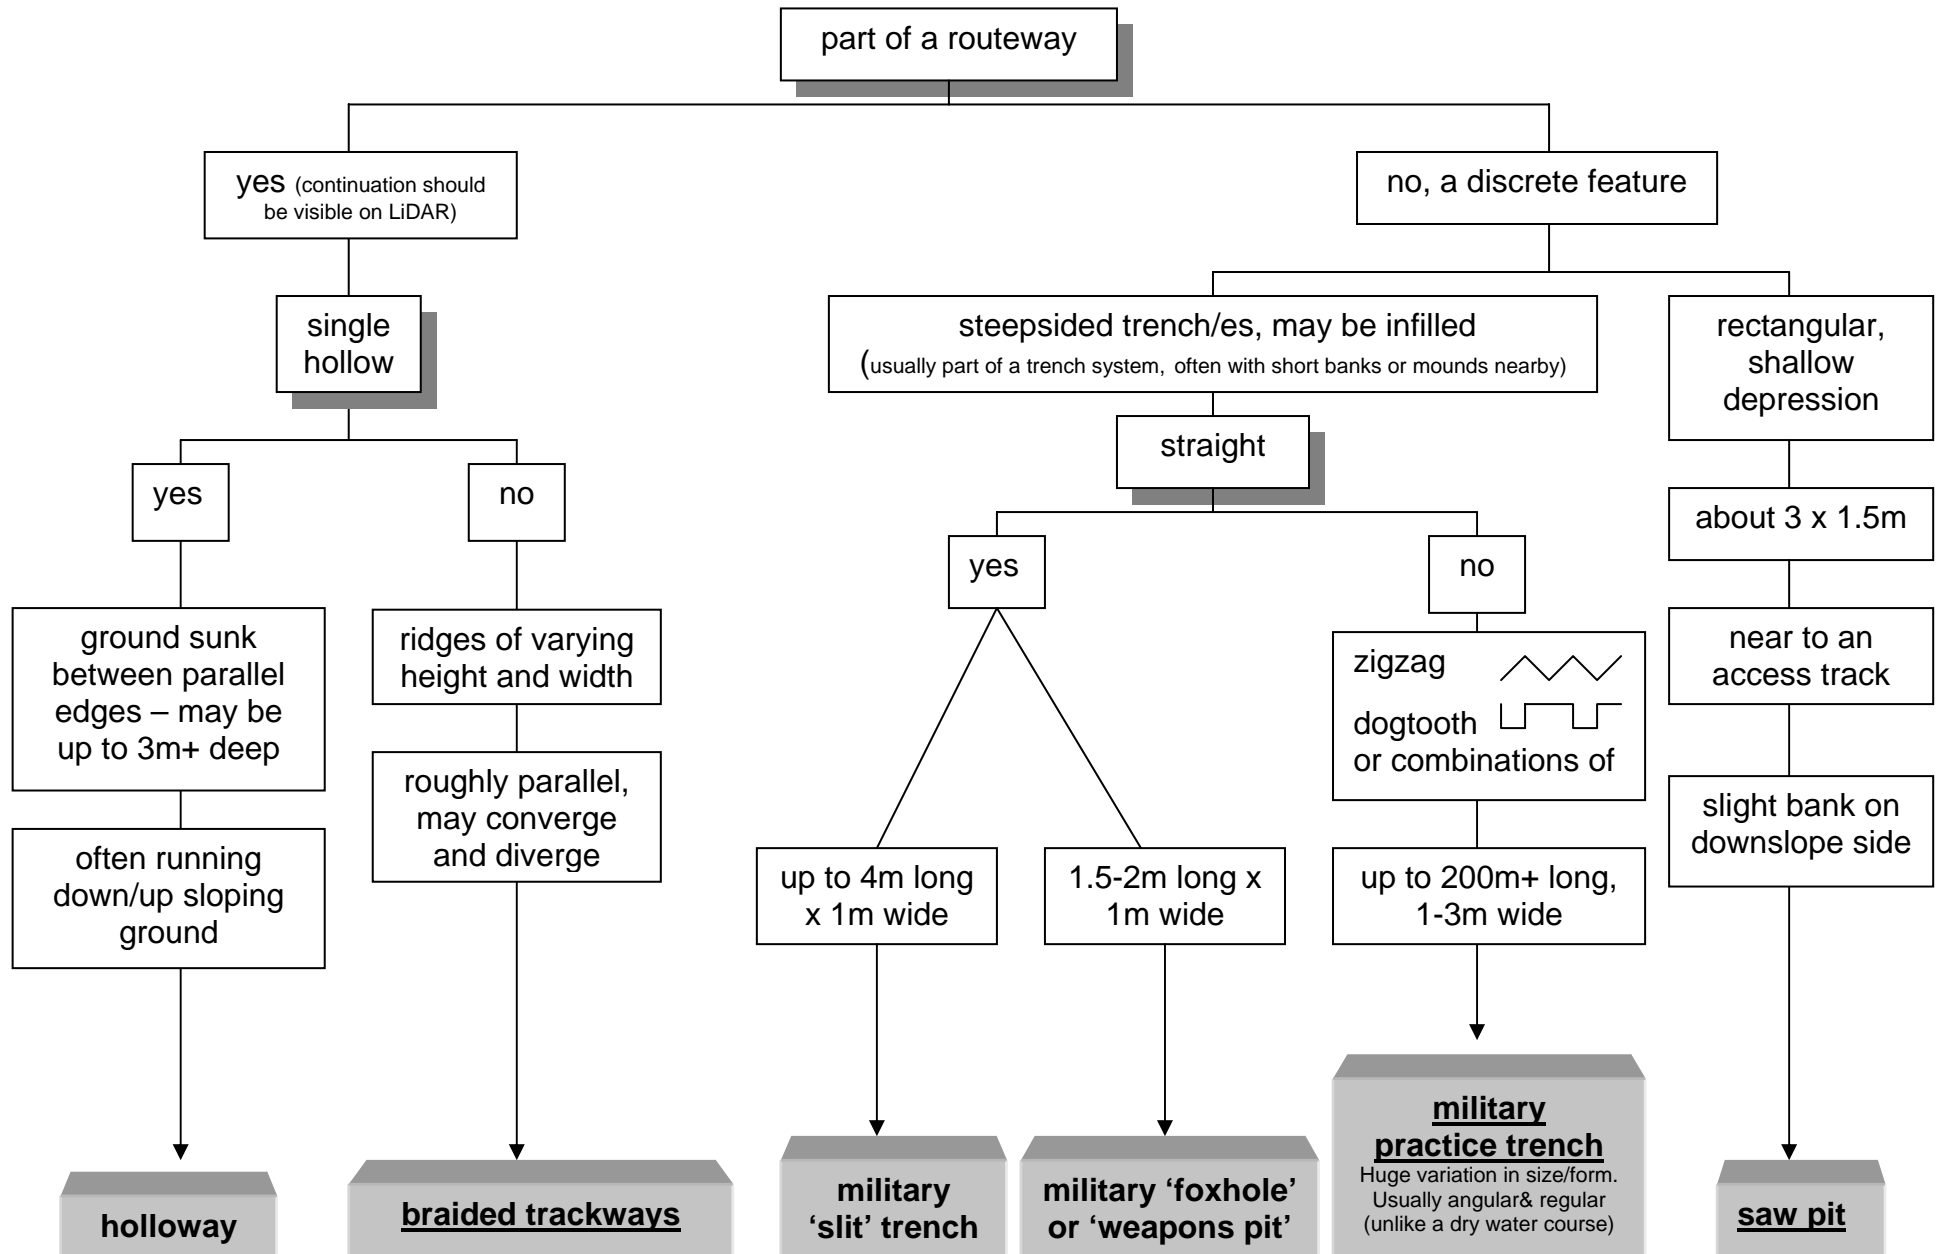 part of a routeway
yes (continuation should
be visible on LiDAR)
no, a discrete feature
single
hollow
steepsided trench/es, may be infilled
(usually part of a trench system, often with short banks or mounds nearby)
rectangular,
shallow
depression
straight
yes
no
about 3 x 1.5m
yes
no
ground sunk
between parallel
edges – may be
up to 3m+ deep
ridges of varying
height and width
zigzag
dogtooth
or combinations of
near to an
access track
roughly parallel,
may converge
and diverge
slight bank on
downslope side
often running
down/up sloping
ground
up to 4m long
x 1m wide
1.5-2m long x
1m wide
up to 200m+ long,
1-3m wide
holloway
braided trackways
military
‘slit’ trench
military ‘foxhole’
or ‘weapons pit’
military
practice trench
Huge variation in size/form.
Usually angular& regular
(unlike a dry water course)
saw pit